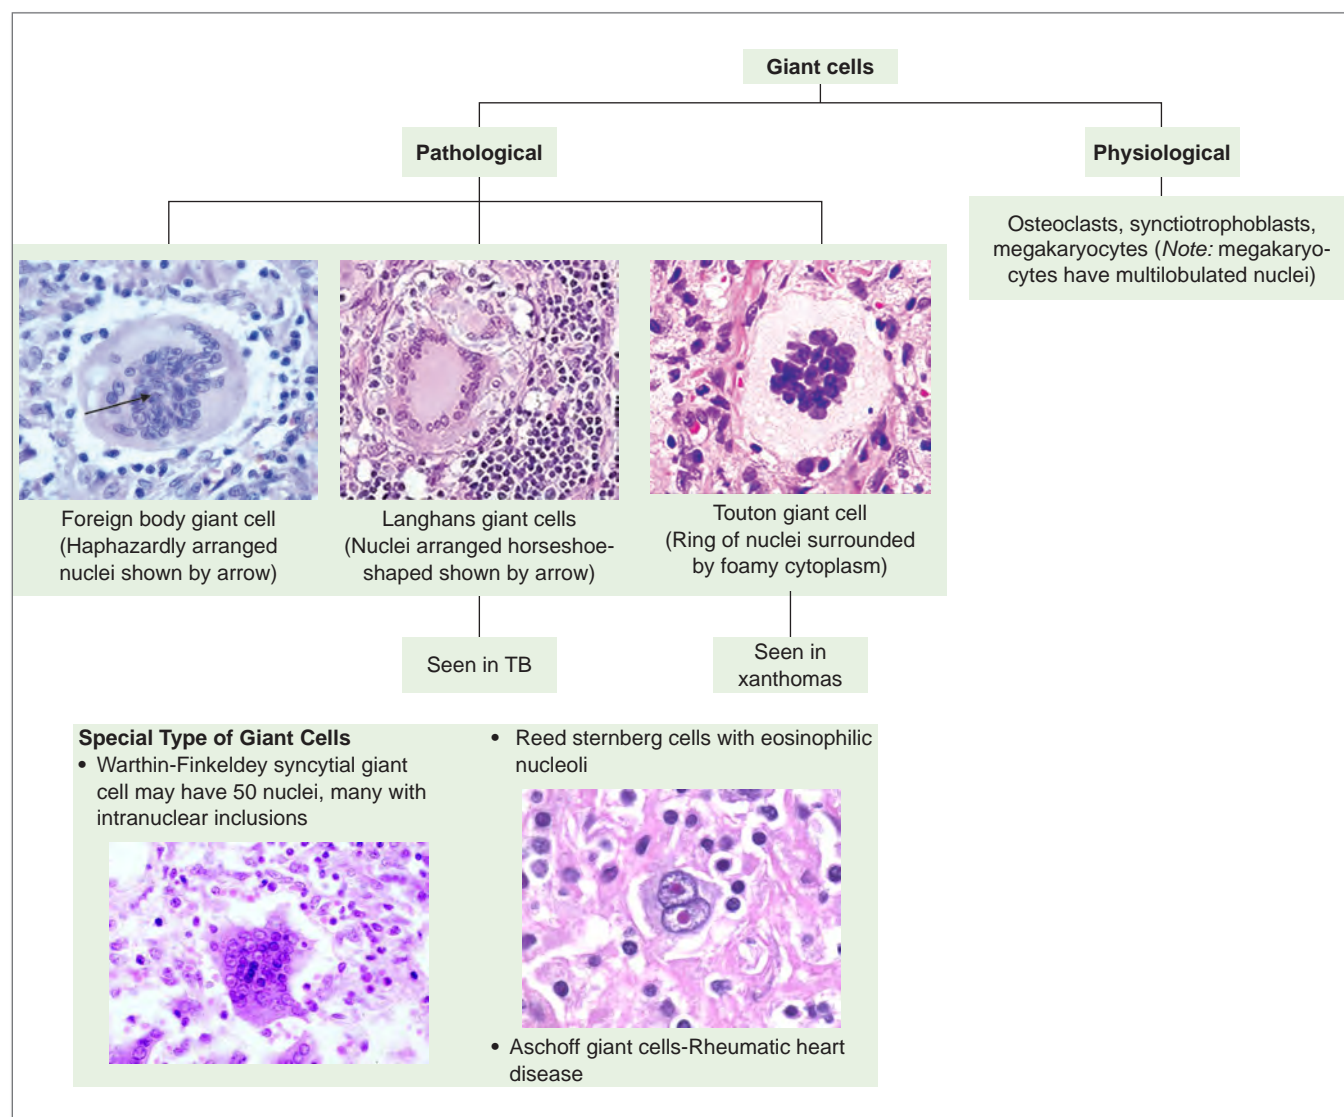 Giant cells
Pathological
Physiological
Osteoclasts, synctiotrophoblasts,
megakaryocytes (Note: megakaryo-
cytes have multilobulated nuclei)
Foreign body giant cell
(Haphazardly arranged
nuclei shown by arrow)
Langhans giant cells
(Nuclei arranged horseshoe-
shaped shown by arrow)
Touton giant cell
(Ring of nuclei surrounded
by foamy cytoplasm)
Seen in TB
Seen in
xanthomas
Special Type of Giant Cells
• Warthin-Finkeldey syncytial giant
cell may have 50 nuclei, many with
intranuclear inclusions
• Reed sternberg cells with eosinophilic
nucleoli
• Aschoff giant cells-Rheumatic heart
disease